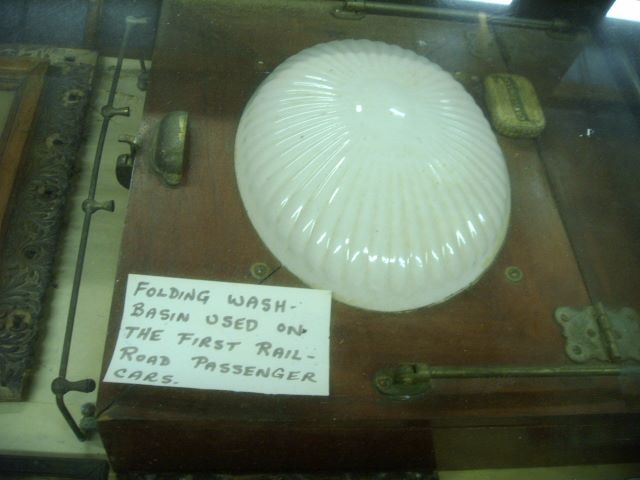 FOLDING WASH-
BASIN USED ON
THE FIRST RAIL-
ROAD PASSENGER
CARS.